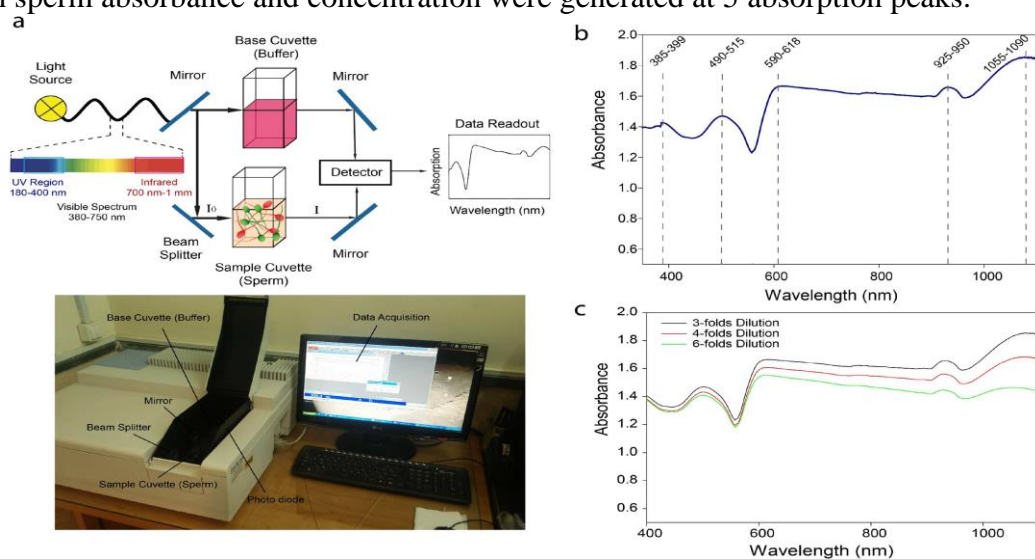 n sperm absorbance and concentration were generated at 5 absorption peaks.
a
Base Cuvette
(Buffer)
Light
Source
Mirror
Mirror
Data Readout
Absorption
Wavelength (nm)
Detector
UV Region
180-400 nm
Infrared
700 nm-1 mm
Visible Spectrum
380-750 nm
I₀
I
Beam
Splitter
Mirror
Sample Cuvette
(Sperm)
Base Cuvette (Buffer)
Data Acquisition
Mirror
Beam Splitter
Sample Cuvette (Sperm)
Photo diode
b
385-399
490-515
590-618
925-950
1055-1090
2.0
1.8
1.6
1.4
1.2
1.0
0.8
0.6
Absorbance
400
600
800
1000
Wavelength (nm)
c
3-folds Dilution
4-folds Dilution
6-folds Dilution
2.0
1.8
1.6
1.4
1.2
1.0
0.8
0.6
Absorbance
400
600
800
1000
Wavelength (nm)